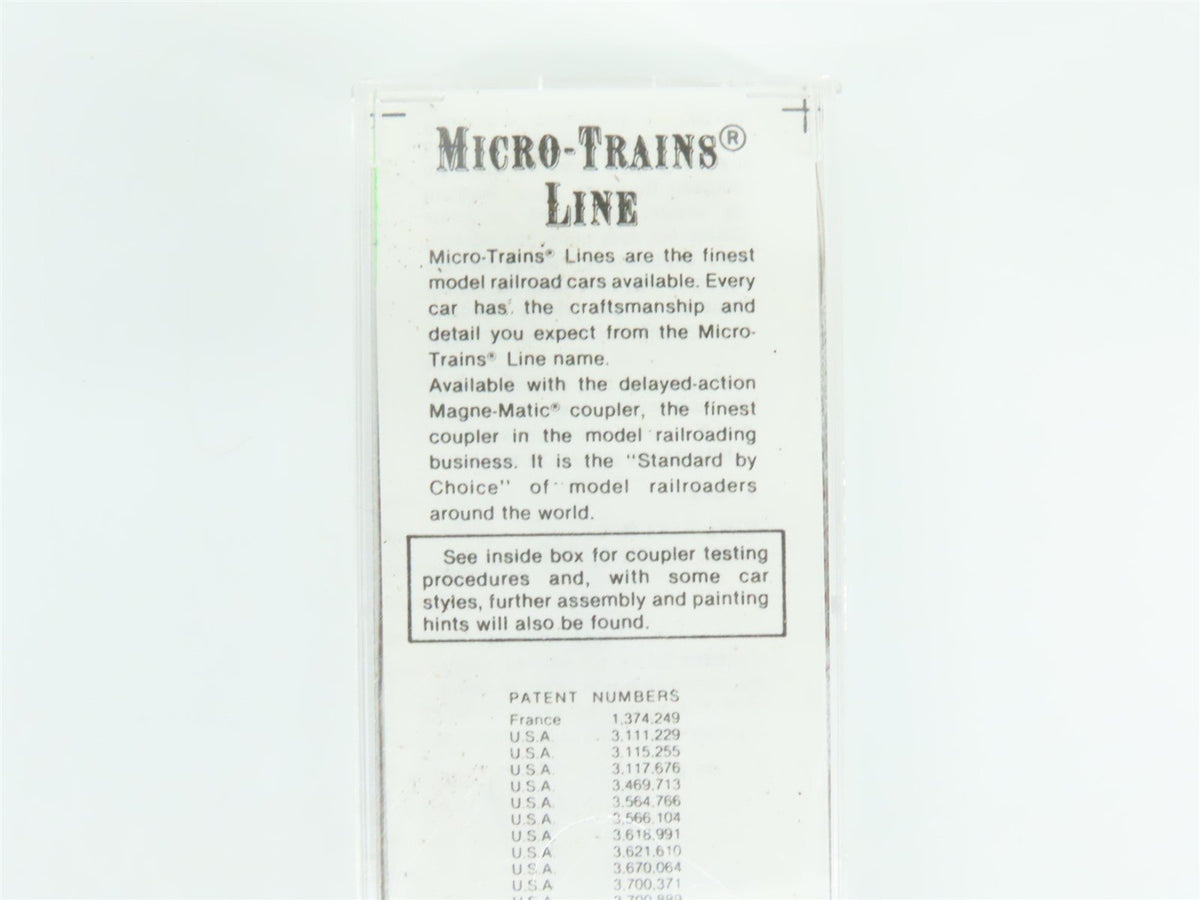 MICRO-TRAINS®
LINE
Micro-Trains® Lines are the finest
model railroad cars available. Every
car has the craftsmanship and
detail you expect from the Micro-
Trains® Line name.
Available with the delayed-action
Magne-Matic® coupler, the finest
coupler in the model railroading
business. It is the "Standard by
Choice" of model railroaders
around the world.
See inside box for coupler testing
procedures and, with some car
styles, further assembly and painting
hints will also be found.
PATENT NUMBERS
France 1,374,249
U.S.A. 3,111,229
U.S.A. 3,115,255
U.S.A. 3,117,676
U.S.A. 3,469,713
U.S.A. 3,564,766
U.S.A. 3,566,104
U.S.A. 3,618,991
U.S.A. 3,621,610
U.S.A. 3,670,064
U.S.A. 3,700,371
U.S.A.